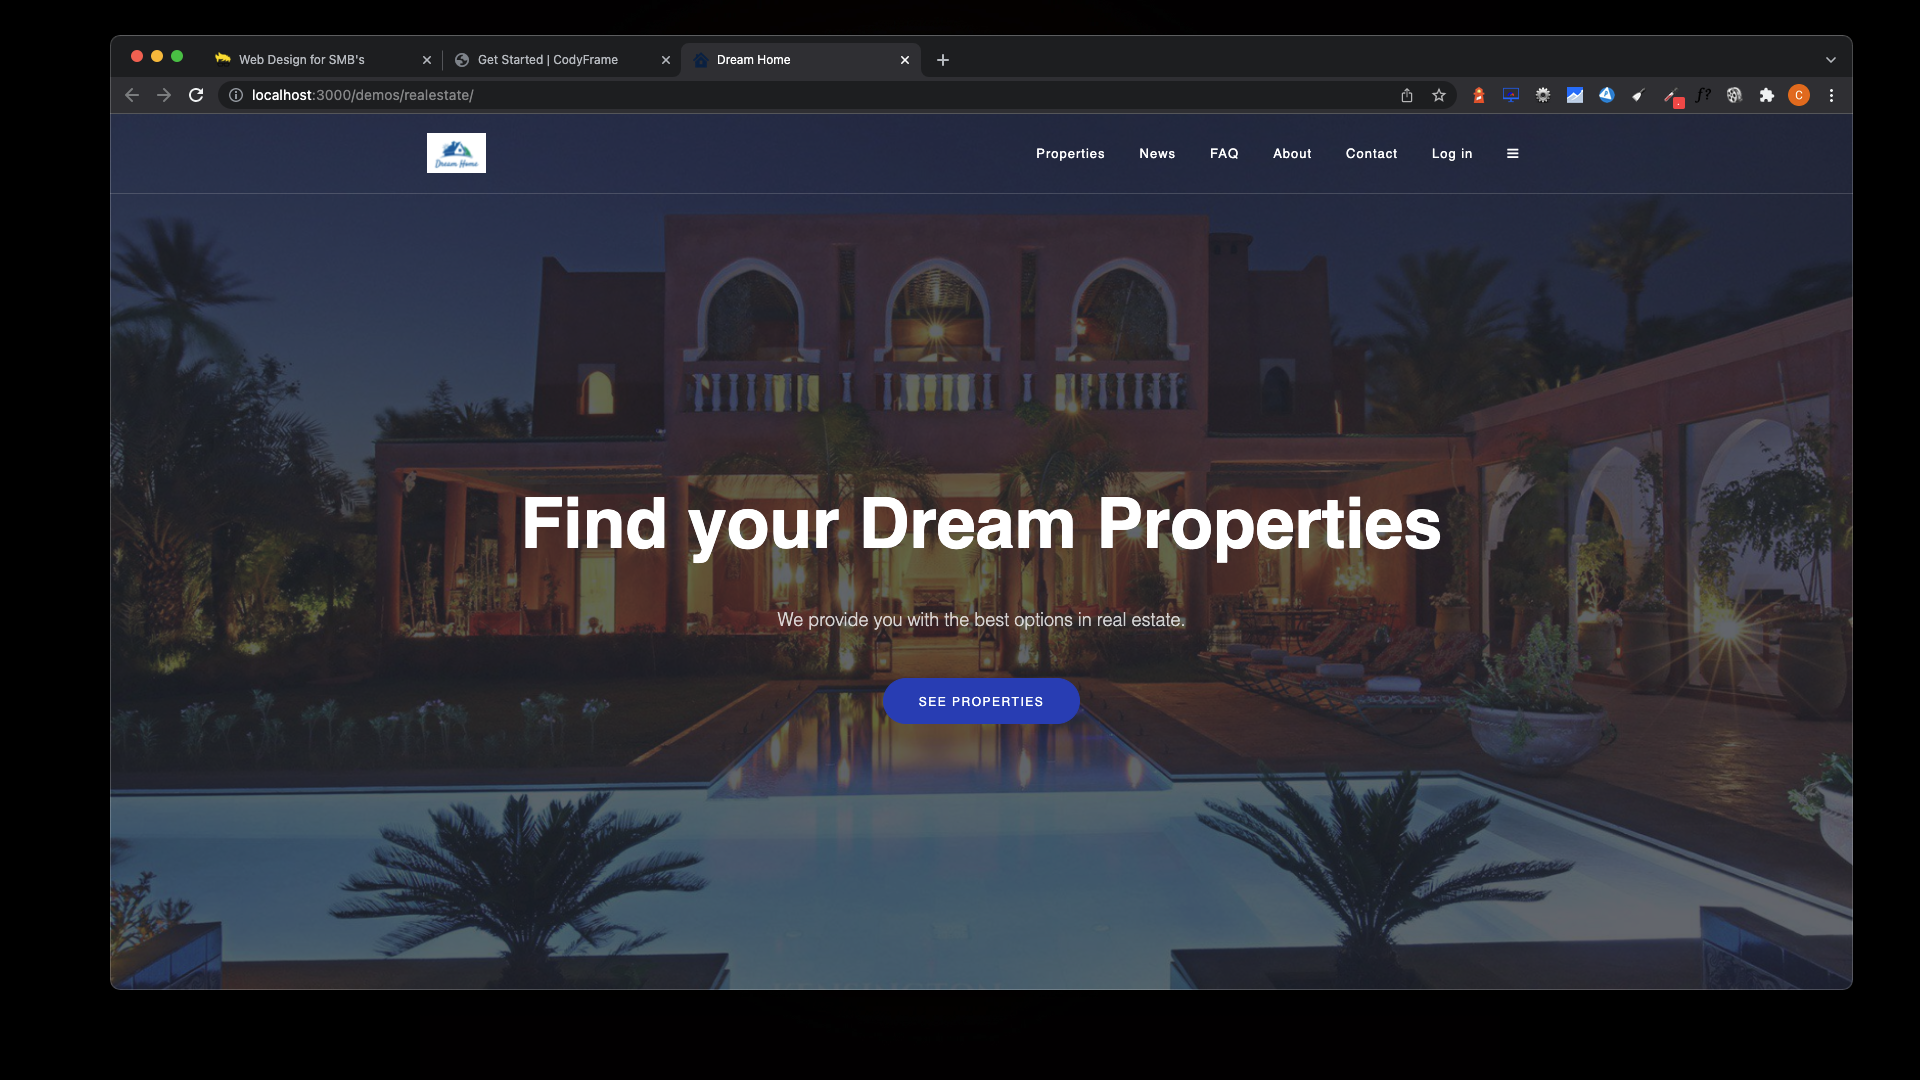 Web Design for SMB's
Get Started | CodyFrame
Dream Home
localhost:3000/demos/realestate/
f?
C
Dream Home
Properties
News
FAQ
About
Contact
Log in
Find your Dream Properties
We provide you with the best options in real estate.
SEE PROPERTIES